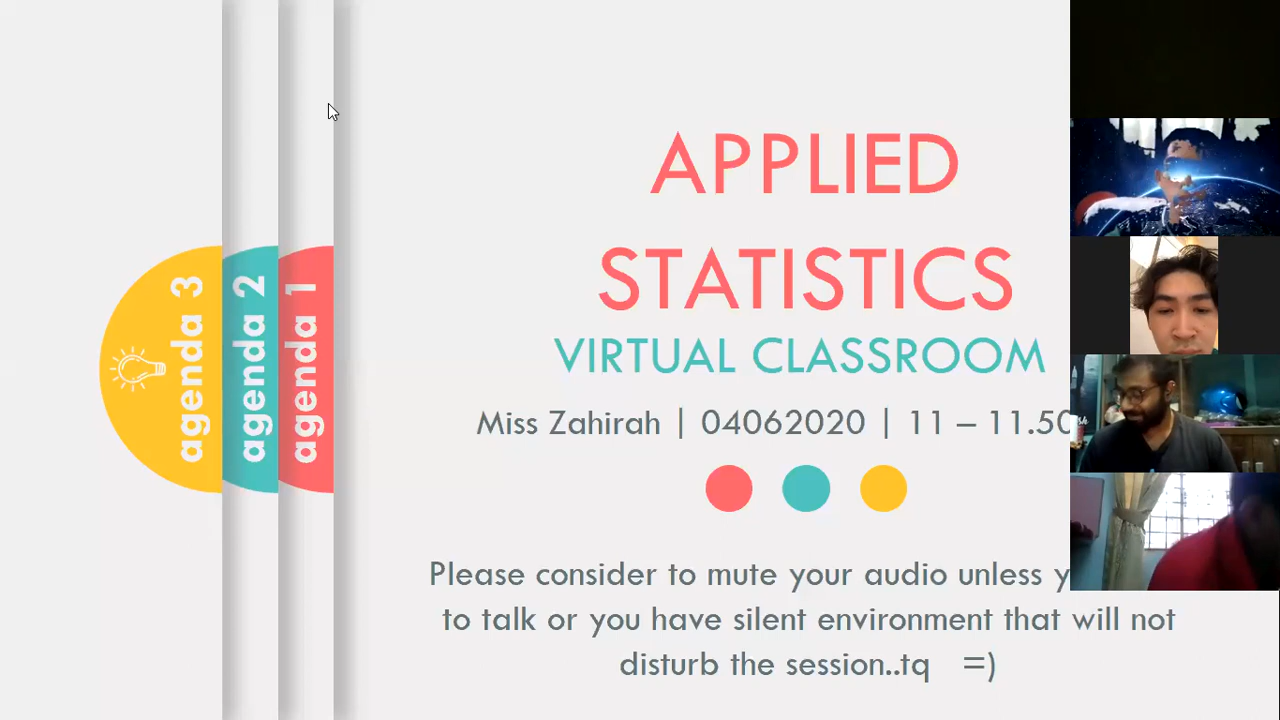 APPLIED
STATISTICS
VIRTUAL CLASSROOM
Miss Zahirah | 04062020 | 11 – 11.50
Please consider to mute your audio unless
to talk or you have silent environment that will not
disturb the session..tq =)
agenda 3
agenda 2
agenda 1